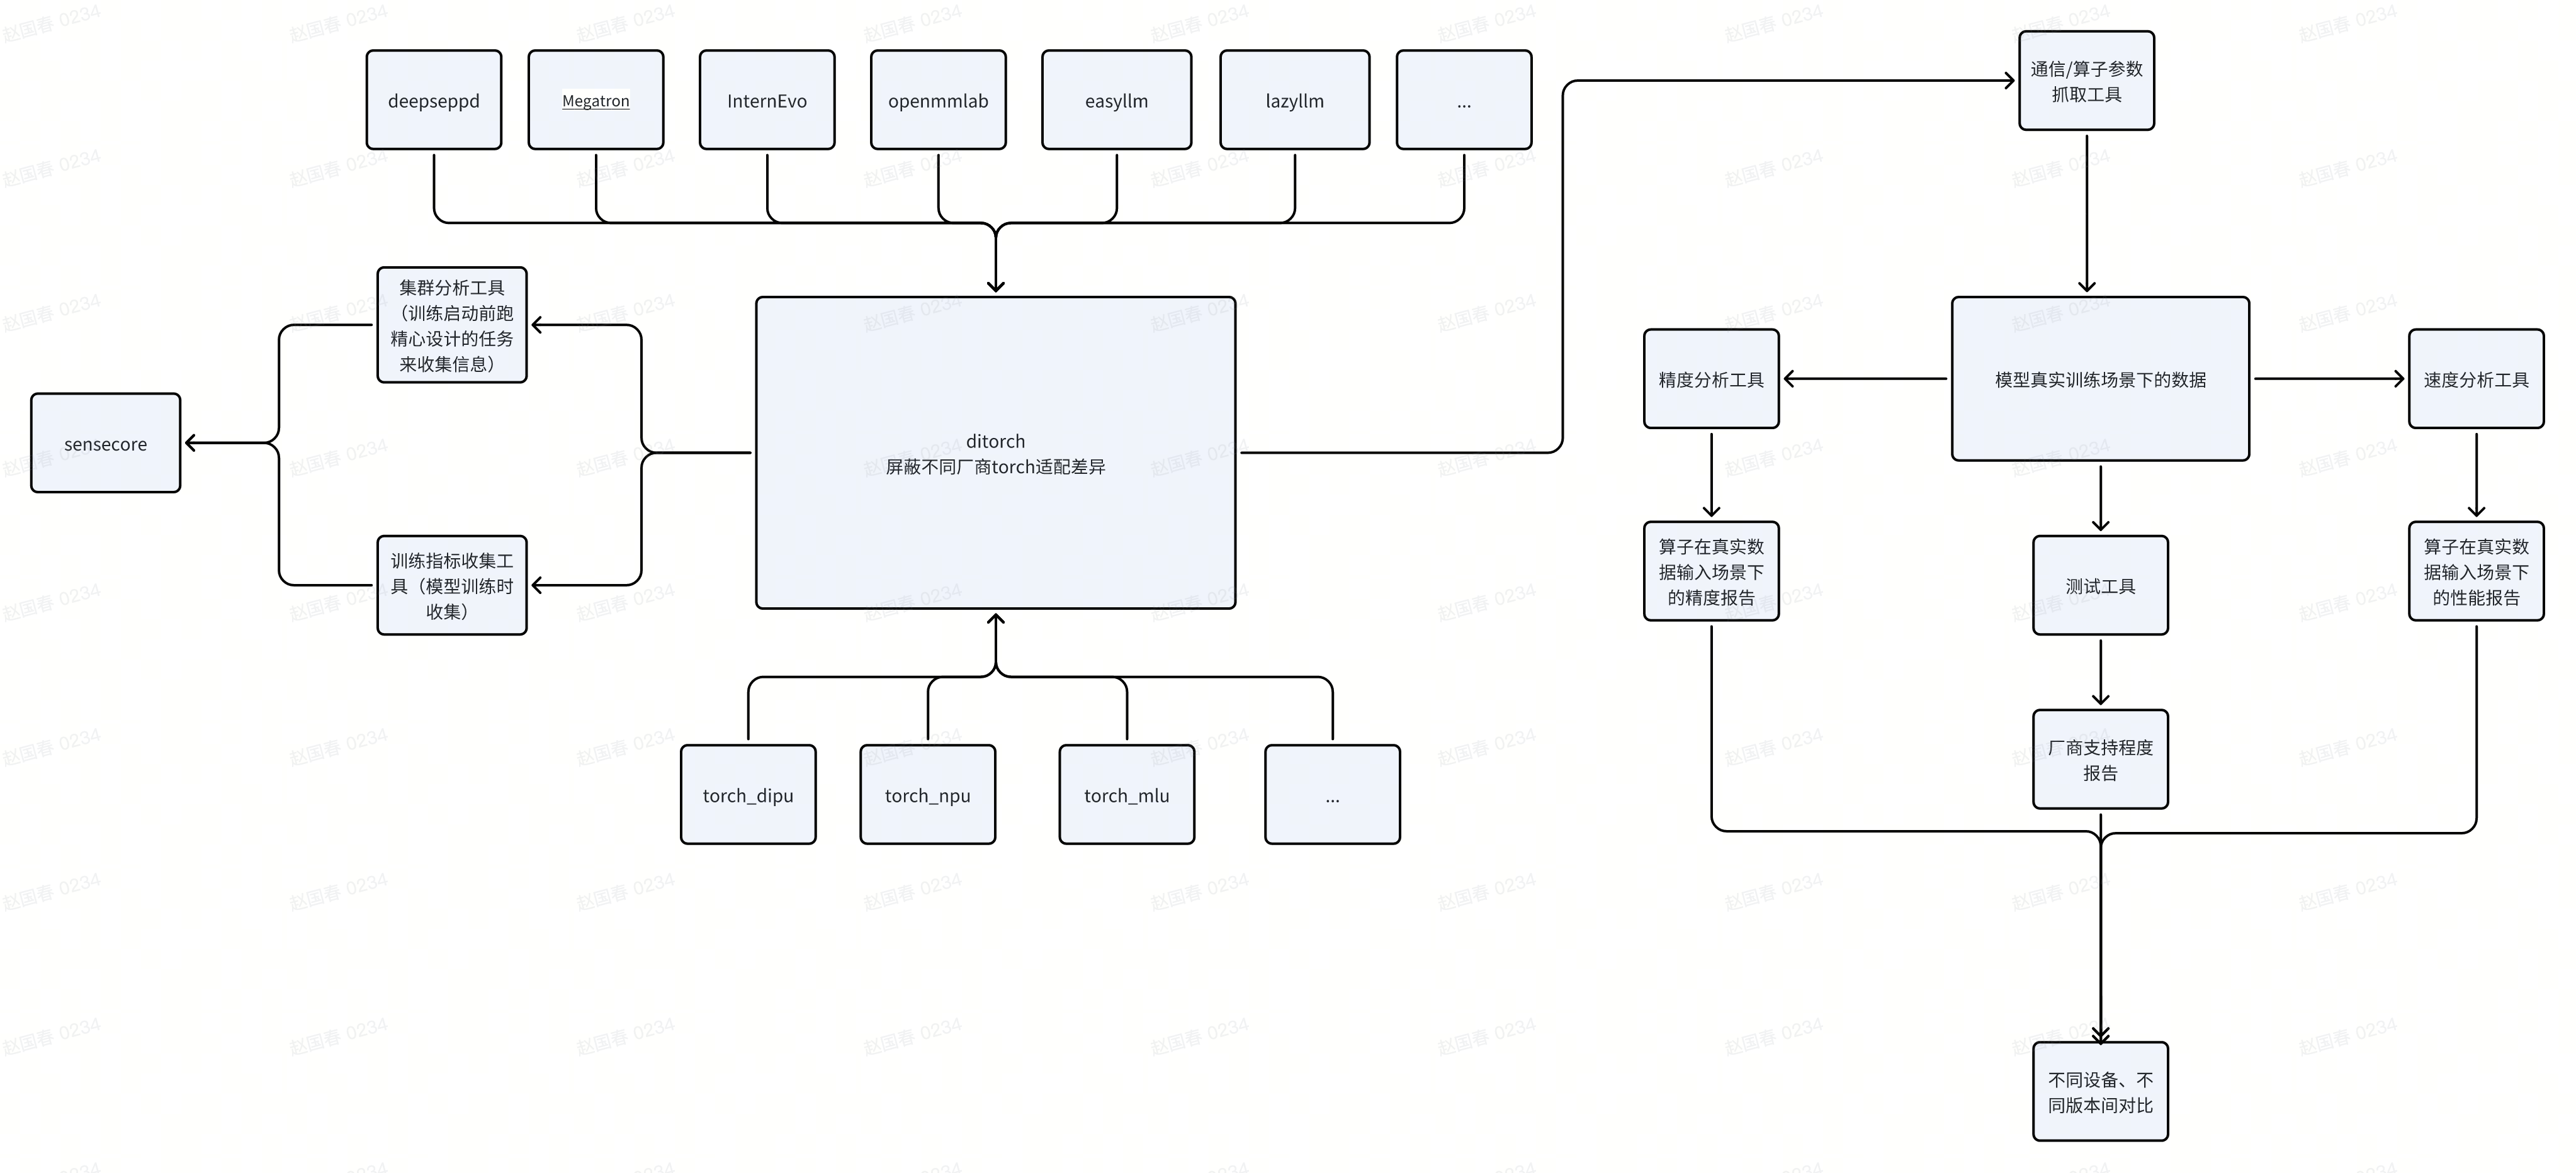 deepseppd
Megatron
InternEvo
openmmlab
easyllm
lazyllm
...
通信/算子参数
抓取工具
集群分析工具
（训练启动前跑
精心设计的任务
来收集信息）
sensecore
训练指标收集工
具（模型训练时
收集）
ditorch
屏蔽不同厂商torch适配差异
torch_dipu
torch_npu
torch_mlu
...
精度分析工具
模型真实训练场景下的数据
速度分析工具
算子在真实数
据输入场景下
的精度报告
测试工具
算子在真实数
据输入场景下
的性能报告
厂商支持程度
报告
不同设备、不
同版本间对比
赵国春 0234